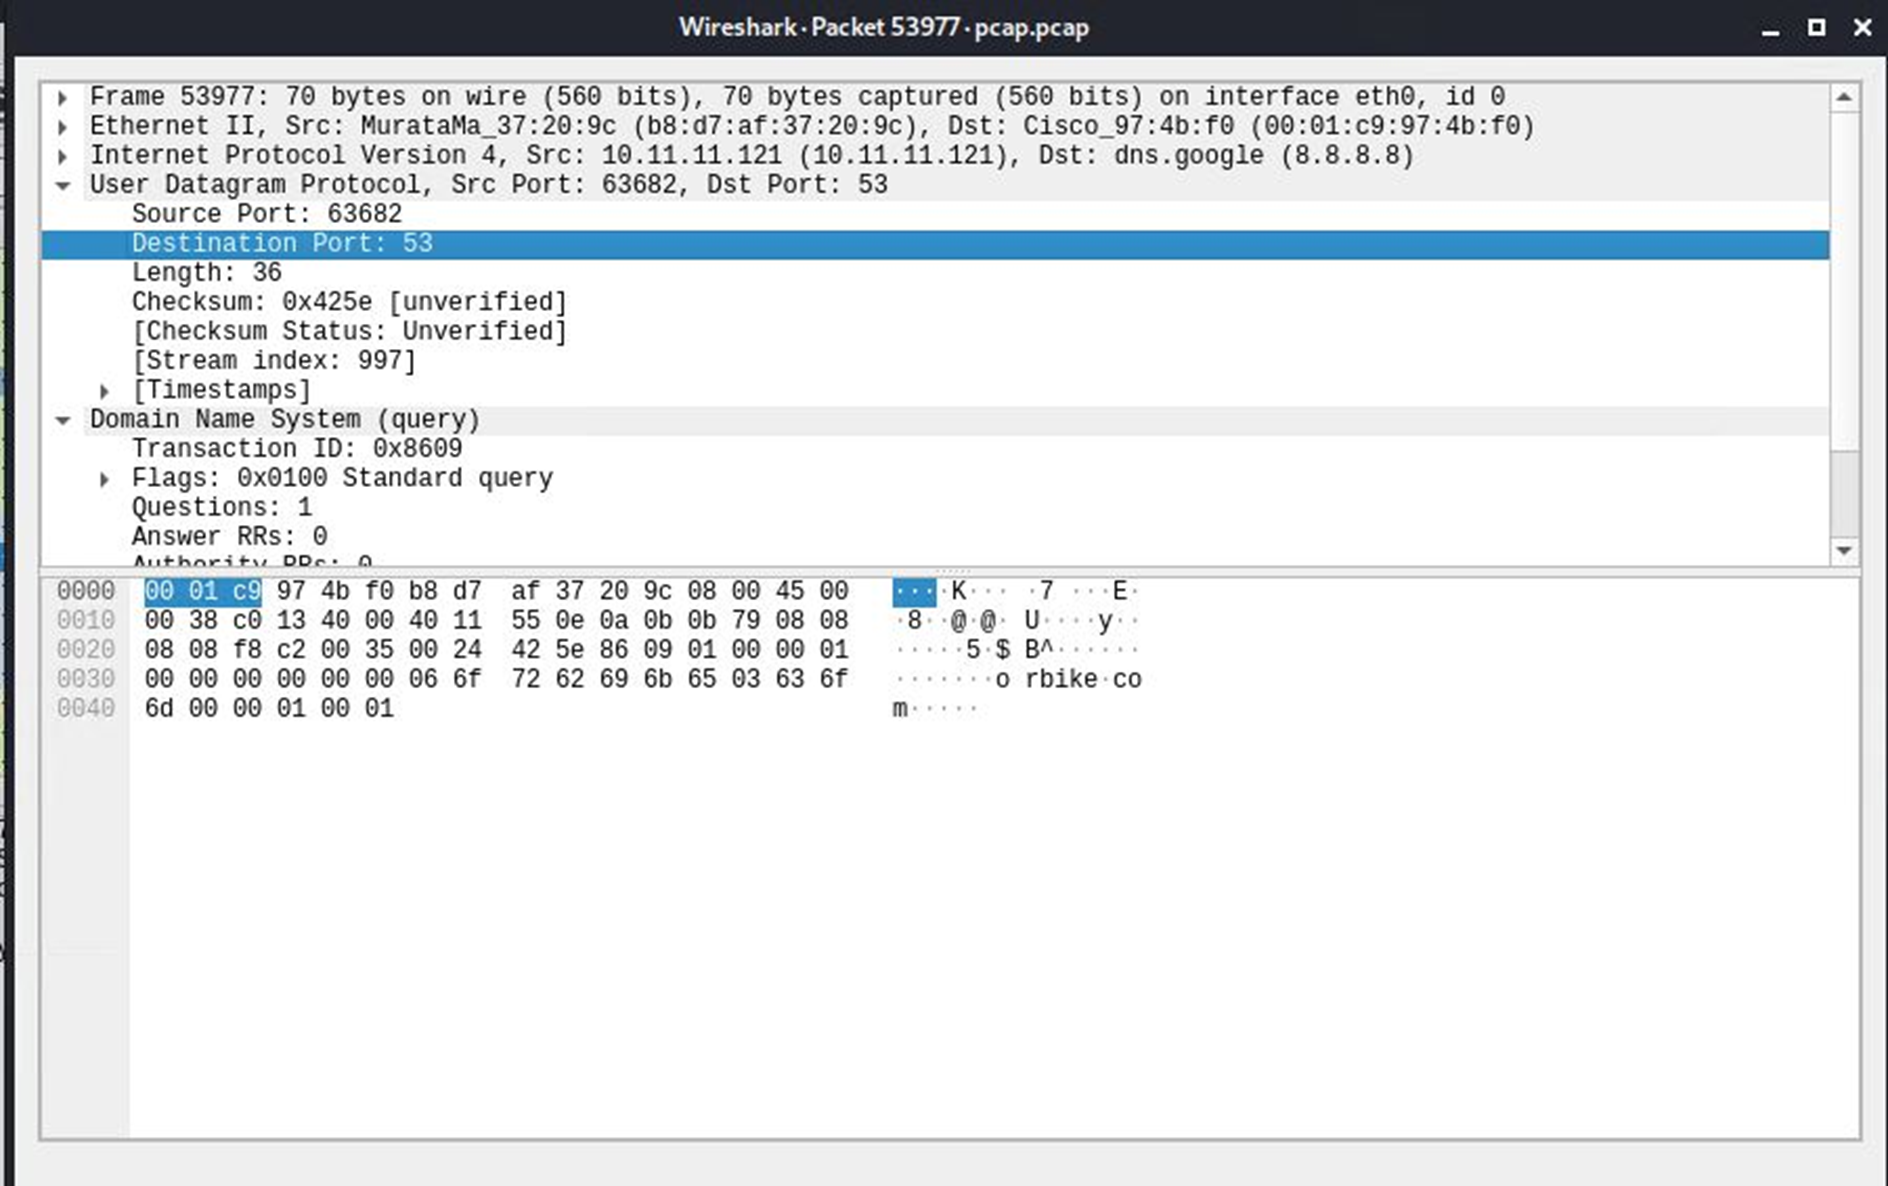 Wireshark · Packet 53977 · pcap.pcap
Frame 53977: 70 bytes on wire (560 bits), 70 bytes captured (560 bits) on interface eth0, id 0
Ethernet II, Src: MurataMa_37:20:9c (b8:d7:af:37:20:9c), Dst: Cisco_97:4b:f0 (00:01:c9:97:4b:f0)
Internet Protocol Version 4, Src: 10.11.11.121 (10.11.11.121), Dst: dns.google (8.8.8.8)
User Datagram Protocol, Src Port: 63682, Dst Port: 53
Source Port: 63682
Destination Port: 53
Length: 36
Checksum: 0x425e [unverified]
[Checksum Status: Unverified]
[Stream index: 997]
[Timestamps]
Domain Name System (query)
Transaction ID: 0x8609
Flags: 0x0100 Standard query
Questions: 1
Answer RRs: 0
Authority RRs: 0
0000 00 01 c9 97 4b f0 b8 d7 af 37 20 9c 08 00 45 00 ····K··· ·7 ···E·
0010 00 38 c0 13 40 00 40 11 55 0e 0a 0b 0b 79 08 08 ·8··@·@· U····y··
0020 08 08 f8 c2 00 35 00 24 42 5e 86 09 01 00 00 01 ·····5·$ B^······
0030 00 00 00 00 00 00 06 6f 72 62 69 6b 65 03 63 6f ·······o rbike·co
0040 6d 00 00 01 00 01 m·····